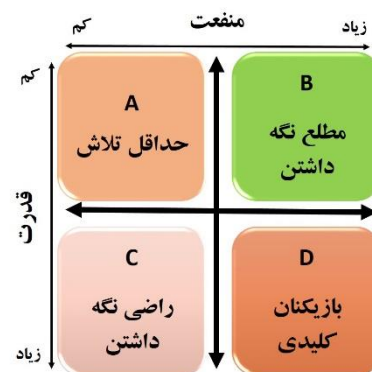 منفعت
زیاد
کم
کم
قدرت
زیاد
A
حداقل تلاش
B
مطلع نگه
داشتن
C
راضی نگه
داشتن
D
بازیکنان
کلیدی